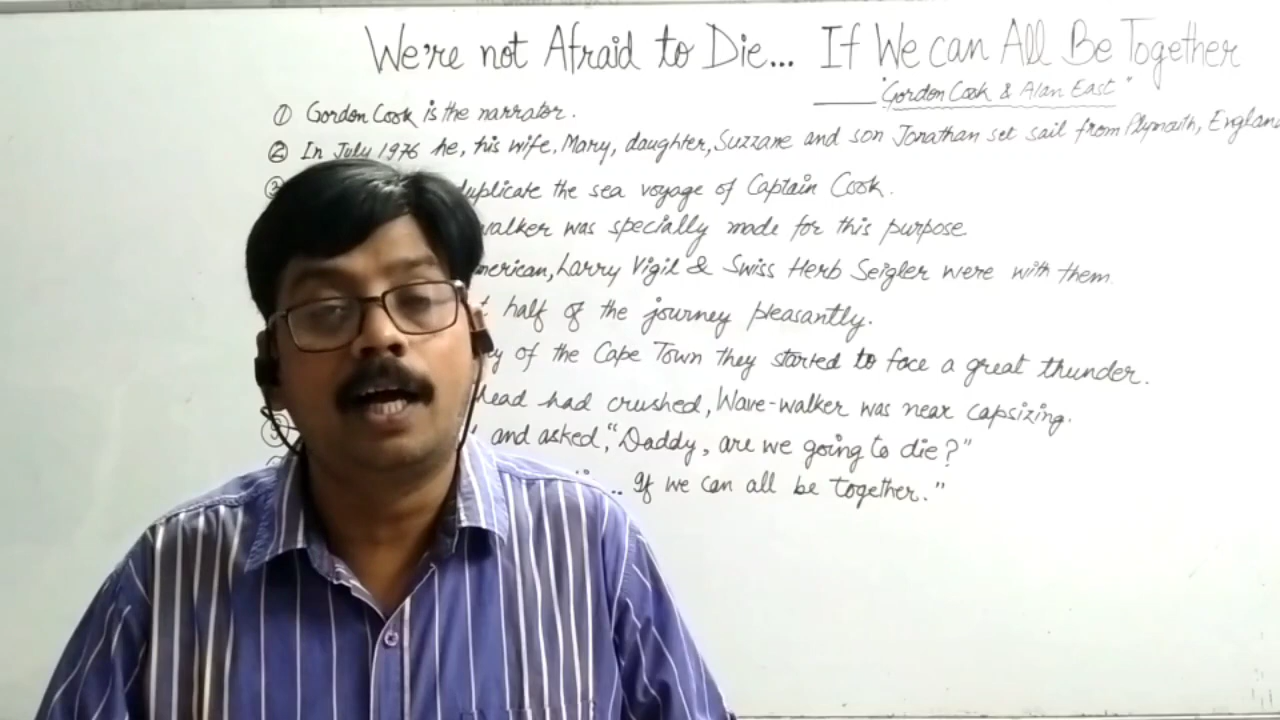 We're not Afraid to Die... If We can All Be Together
"Gordon Cook & Alan East"
① Gordon Cook is the narrator.
② In July 1976 he, his wife, Mary, daughter, Suzzane and son Jonathan set sail from Plymouth, England
③ duplicate the sea voyage of Captain Cook.
walker was specially made for this purpose
American, Larry Vigil & Swiss Herb Seigler were with them.
half of the journey pleasantly.
of the Cape Town they started to face a great thunder.
had crushed, Wave-walker was near capsizing.
and asked, "Daddy, are we going to die?"
.. If we can all be together."